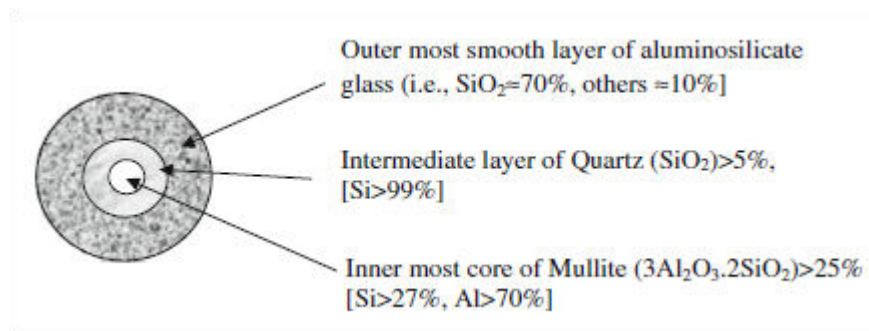 Outer most smooth layer of aluminosilicate
glass (i.e., SiO₂≈70%, others ≈10%]
Intermediate layer of Quartz (SiO₂)>5%,
[Si>99%]
Inner most core of Mullite (3Al₂O₃.2SiO₂)>25%
[Si>27%, Al>70%]